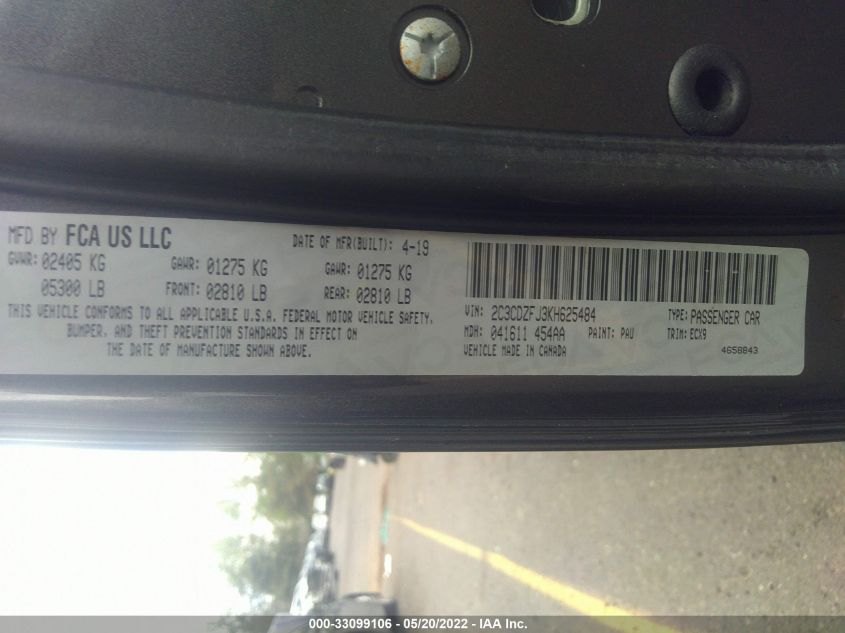 MFD BY FCA US LLC
DATE OF MFR(BUILT): 4-19
GVWR: 02405 KG GAWR: 01275 KG GAWR: 01275 KG
05300 LB FRONT: 02810 LB REAR: 02810 LB
THIS VEHICLE CONFORMS TO ALL APPLICABLE U.S.A. FEDERAL MOTOR VEHICLE SAFETY,
BUMPER, AND THEFT PREVENTION STANDARDS IN EFFECT ON
THE DATE OF MANUFACTURE SHOWN ABOVE.
VIN: 2C3CDZFJ3KH625484 TYPE: PASSENGER CAR
MDH: 041611 454AA PAINT: PAU TRIM: ECX9
VEHICLE MADE IN CANADA 4658843
000-33099106 - 05/20/2022 - IAA Inc.